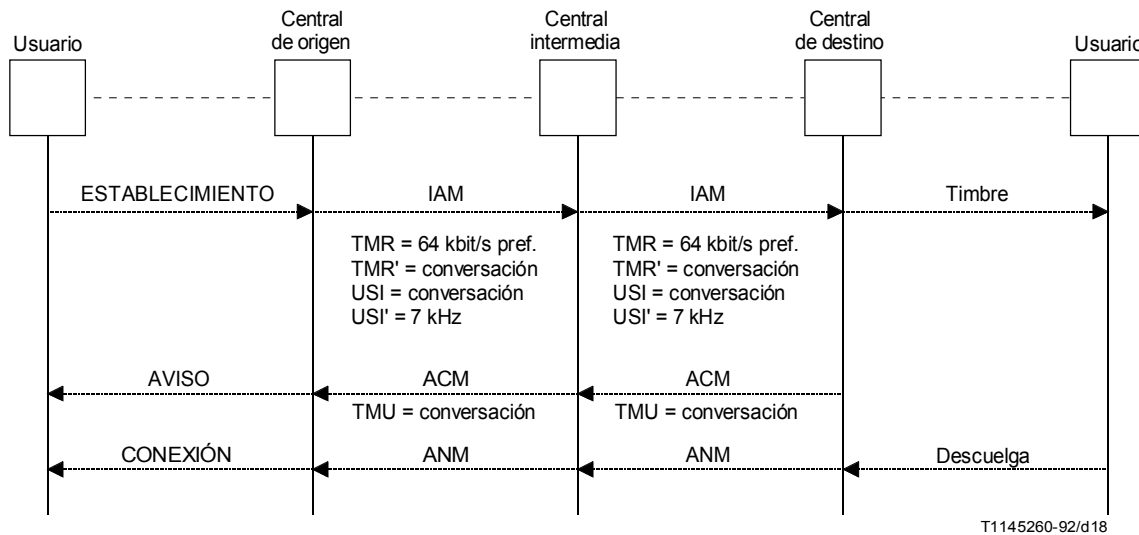 Usuario
Central
de origen
Central
intermedia
Central
de destino
Usuario
ESTABLECIMIENTO
IAM
IAM
Timbre
TMR = 64 kbit/s pref.
TMR' = conversación
USI = conversación
USI' = 7 kHz
TMR = 64 kbit/s pref.
TMR' = conversación
USI = conversación
USI' = 7 kHz
AVISO
ACM
ACM
TMU = conversación
TMU = conversación
CONEXIÓN
ANM
ANM
Descuelga
T1145260-92/d18